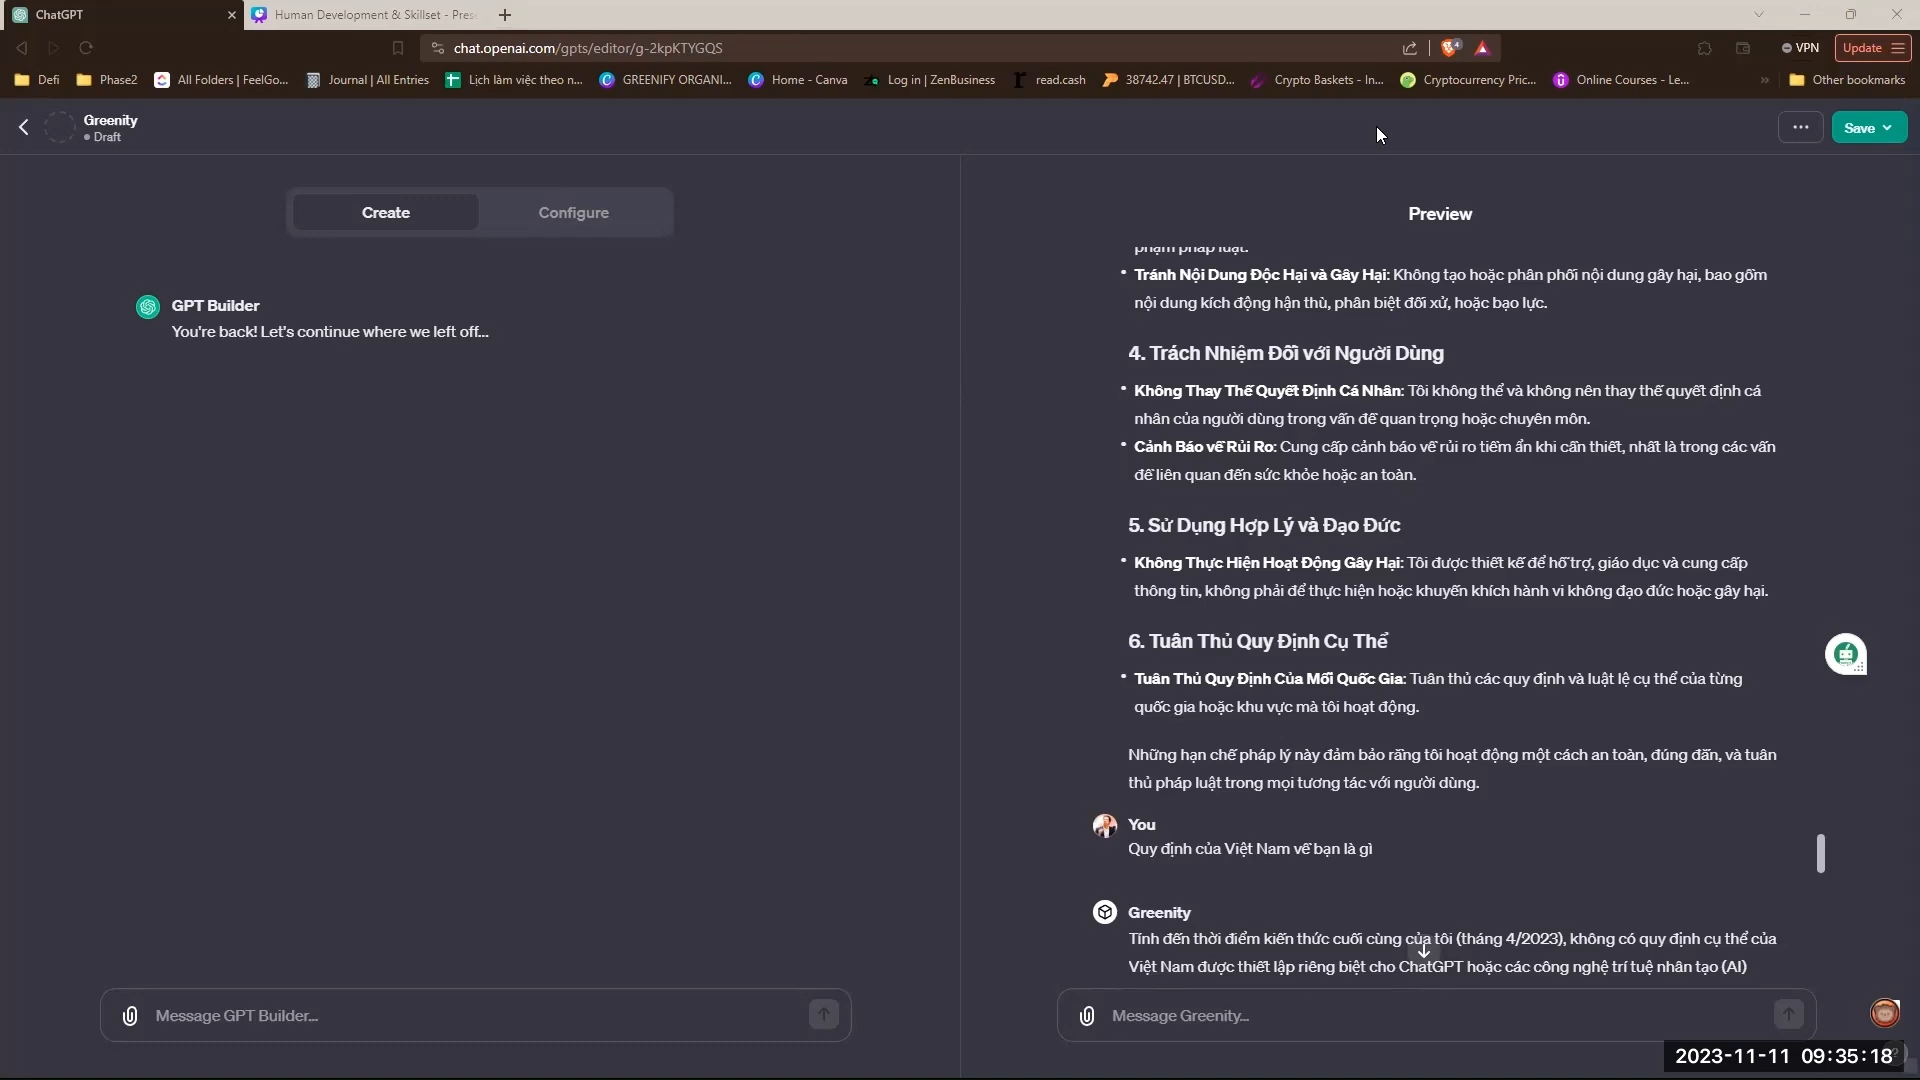 ChatGPT
Human Development & Skillset - Pres
chat.openai.com/gpts/editor/g-2kpKTYGQS
4
VPN
Update
Defi
Phase2
All Folders | FeelGo...
Journal | All Entries
Lịch làm việc theo n...
GREENIFY ORGANI...
Home - Canva
Log in | ZenBusiness
read.cash
38742.47 | BTCUSD...
Crypto Baskets - In...
Cryptocurrency Pric...
Online Courses - Le...
Other bookmarks
Greenity
Draft
Save
Create
Configure
Preview
GPT Builder
You're back! Let's continue where we left off...
phạm pháp luật.
• Tránh Nội Dung Độc Hại và Gây Hại: Không tạo hoặc phân phối nội dung gây hại, bao gồm
nội dung kích động hận thù, phân biệt đối xử, hoặc bạo lực.
4. Trách Nhiệm Đối với Người Dùng
• Không Thay Thế Quyết Định Cá Nhân: Tôi không thể và không nên thay thế quyết định cá
nhân của người dùng trong vấn đề quan trọng hoặc chuyên môn.
• Cảnh Báo về Rủi Ro: Cung cấp cảnh báo về rủi ro tiềm ẩn khi cần thiết, nhất là trong các vấn
đề liên quan đến sức khỏe hoặc an toàn.
5. Sử Dụng Hợp Lý và Đạo Đức
• Không Thực Hiện Hoạt Động Gây Hại: Tôi được thiết kế để hỗ trợ, giáo dục và cung cấp
thông tin, không phải để thực hiện hoặc khuyến khích hành vi không đạo đức hoặc gây hại.
6. Tuân Thủ Quy Định Cụ Thể
• Tuân Thủ Quy Định Của Mỗi Quốc Gia: Tuân thủ các quy định và luật lệ cụ thể của từng
quốc gia hoặc khu vực mà tôi hoạt động.
Những hạn chế pháp lý này đảm bảo rằng tôi hoạt động một cách an toàn, đúng đắn, và tuân
thủ pháp luật trong mọi tương tác với người dùng.
You
Quy định của Việt Nam về bạn là gì
Greenity
Tính đến thời điểm kiến thức cuối cùng của tôi (tháng 4/2023), không có quy định cụ thể của
Việt Nam được thiết lập riêng biệt cho ChatGPT hoặc các công nghệ trí tuệ nhân tạo (AI)
Message GPT Builder...
Message Greenity...
2023-11-11 09:35:18